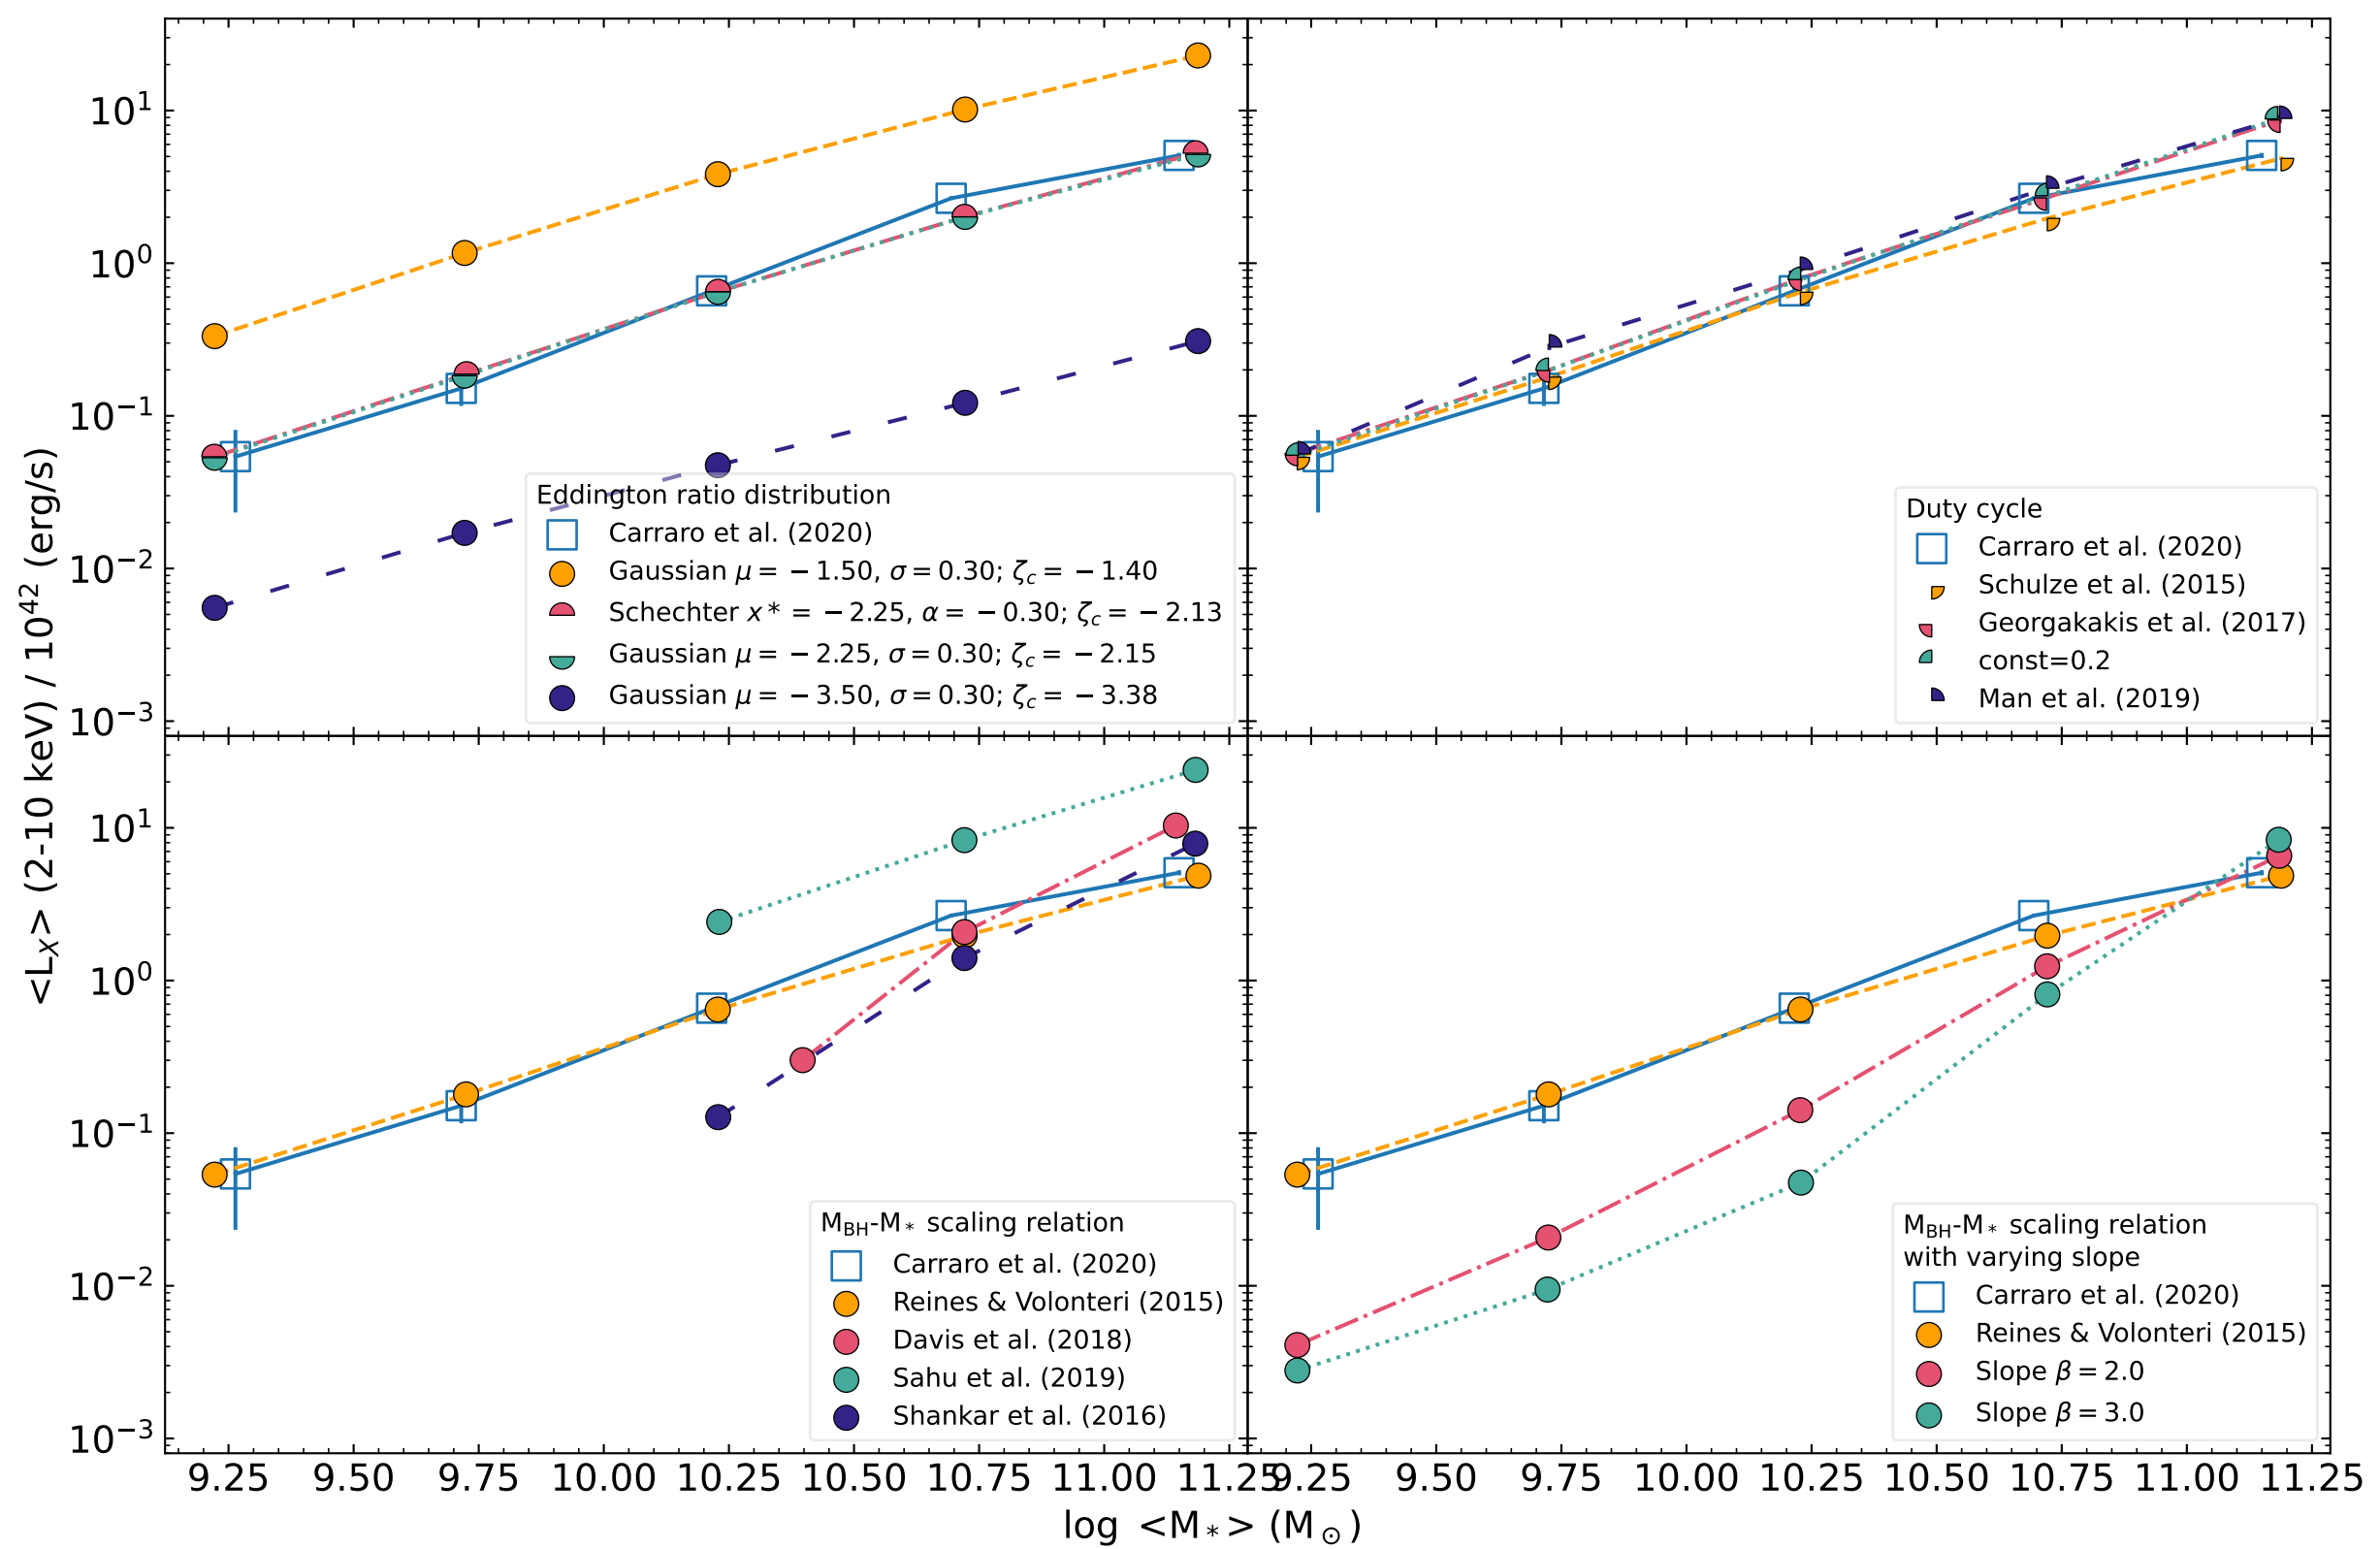 <L_X> (2-10 keV) / 10^42 (erg/s)
10^1
10^0
10^−1
10^−2
10^−3
Eddington ratio distribution
Carraro et al. (2020)
Gaussian μ = −1.50, σ = 0.30; ζ_c = −1.40
Schechter x* = −2.25, α = −0.30; ζ_c = −2.13
Gaussian μ = −2.25, σ = 0.30; ζ_c = −2.15
Gaussian μ = −3.50, σ = 0.30; ζ_c = −3.38
Duty cycle
Carraro et al. (2020)
Schulze et al. (2015)
Georgakakis et al. (2017)
const=0.2
Man et al. (2019)
10^1
10^0
10^−1
10^−2
10^−3
M_BH-M_* scaling relation
Carraro et al. (2020)
Reines & Volonteri (2015)
Davis et al. (2018)
Sahu et al. (2019)
Shankar et al. (2016)
M_BH-M_* scaling relation
with varying slope
Carraro et al. (2020)
Reines & Volonteri (2015)
Slope β = 2.0
Slope β = 3.0
9.25 9.50 9.75 10.00 10.25 10.50 10.75 11.00 11.25
9.25 9.50 9.75 10.00 10.25 10.50 10.75 11.00 11.25
log <M_*> (M_⊙)